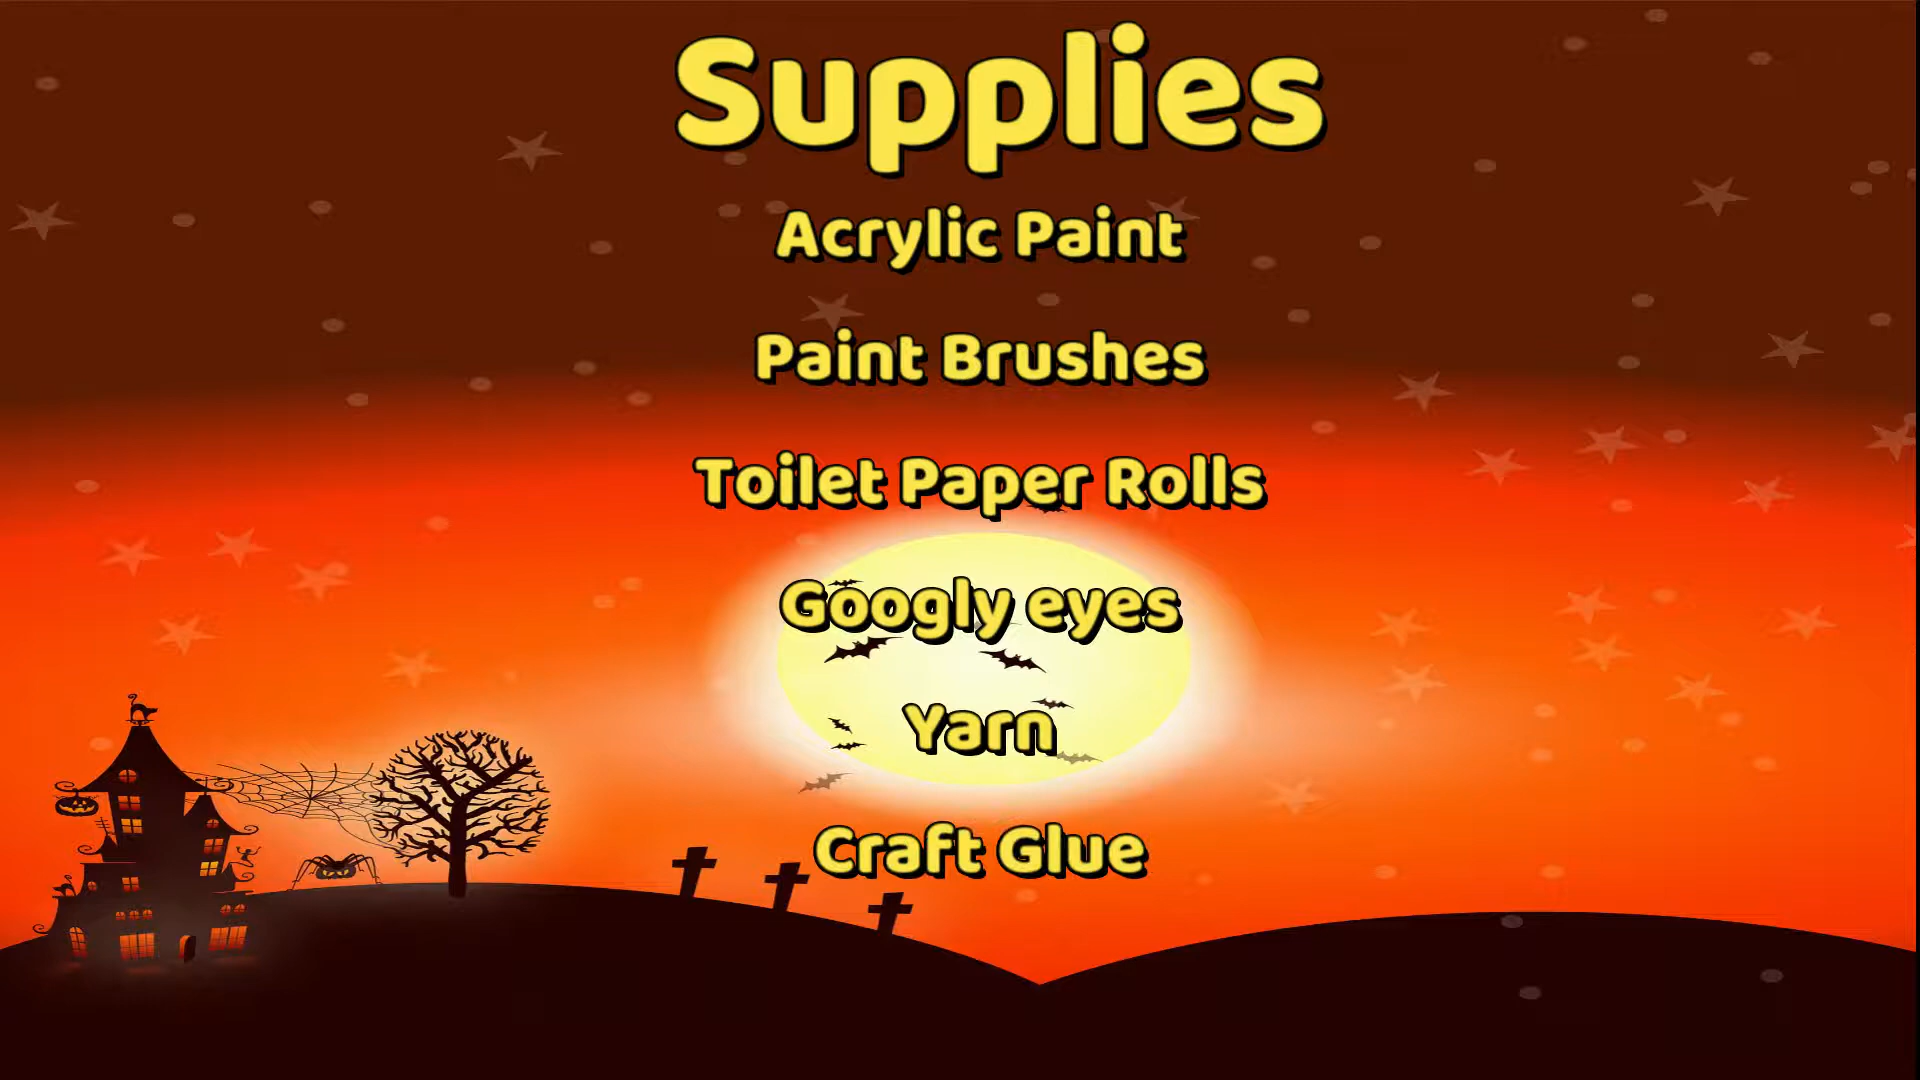 Supplies
Acrylic Paint
Paint Brushes
Toilet Paper Rolls
Googly eyes
Yarn
Craft Glue